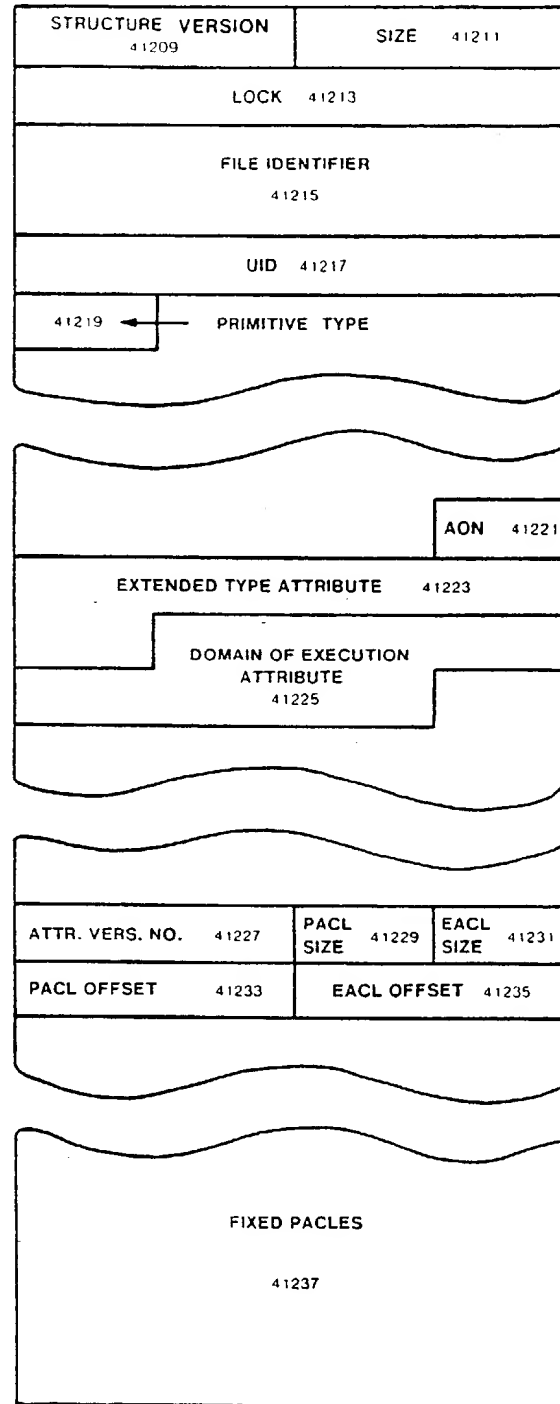 STRUCTURE VERSION
41209
SIZE 41211
LOCK 41213
FILE IDENTIFIER
41215
UID 41217
41219 PRIMITIVE TYPE
AON 41221
EXTENDED TYPE ATTRIBUTE 41223
DOMAIN OF EXECUTION
ATTRIBUTE
41225
ATTR. VERS. NO. 41227
PACL
SIZE 41229
EACL
SIZE 41231
PACL OFFSET 41233
EACL OFFSET 41235
FIXED PACLES
41237